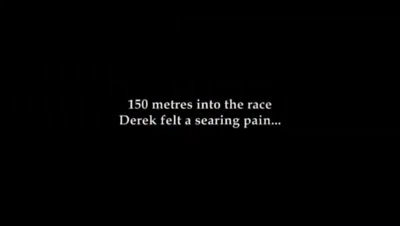 150 metres into the race
Derek felt a searing pain...